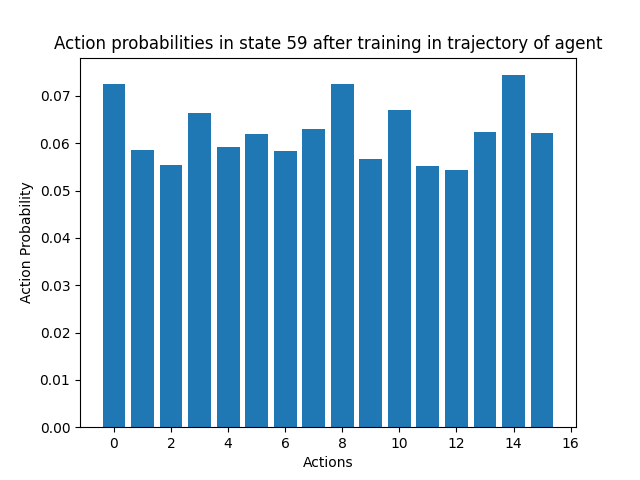 Action probabilities in state 59 after training in trajectory of agent
0.07
0.06
0.05
0.04
0.03
0.02
0.01
0.00
Action Probability
0 2 4 6 8 10 12 14 16
Actions